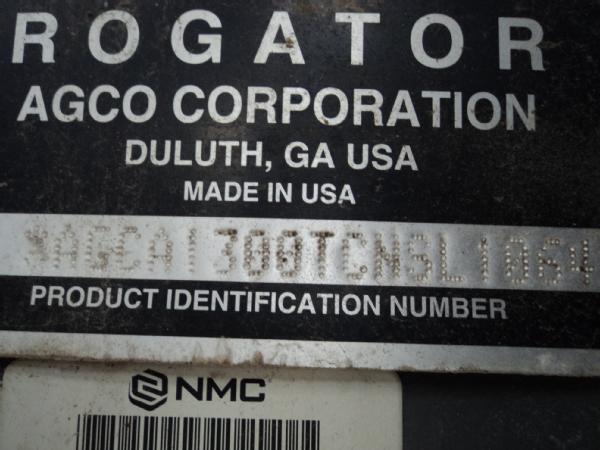 ROGATOR
AGCO CORPORATION
DULUTH, GA USA
MADE IN USA
PRODUCT IDENTIFICATION NUMBER
NMC